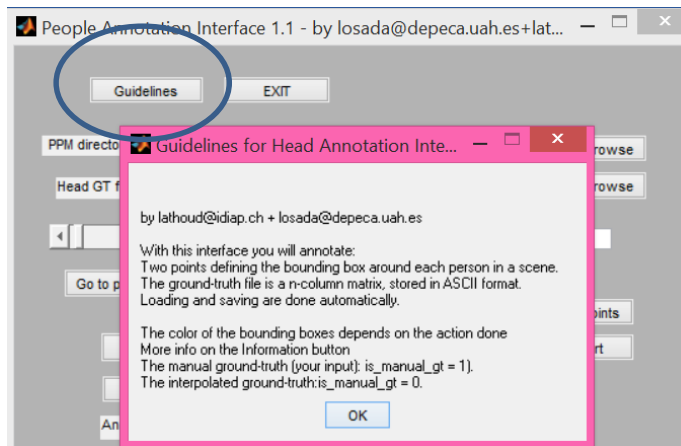 People Annotation Interface 1.1 - by losada@depeca.uah.es+lat...
Guidelines
EXIT
PPM directo
Guidelines for Head Annotation Inte...
rowse
Head GT f
rowse
by lathoud@idiap.ch + losada@depeca.uah.es
With this interface you will annotate:
Two points defining the bounding box around each person in a scene.
The ground-truth file is a n-column matrix, stored in ASCII format.
Loading and saving are done automatically.
Go to p
oints
The color of the bounding boxes depends on the action done
More info on the Information button
rt
The manual ground-truth (your input): is_manual_gt = 1).
The interpolated ground-truth:is_manual_gt = 0.
OK
An